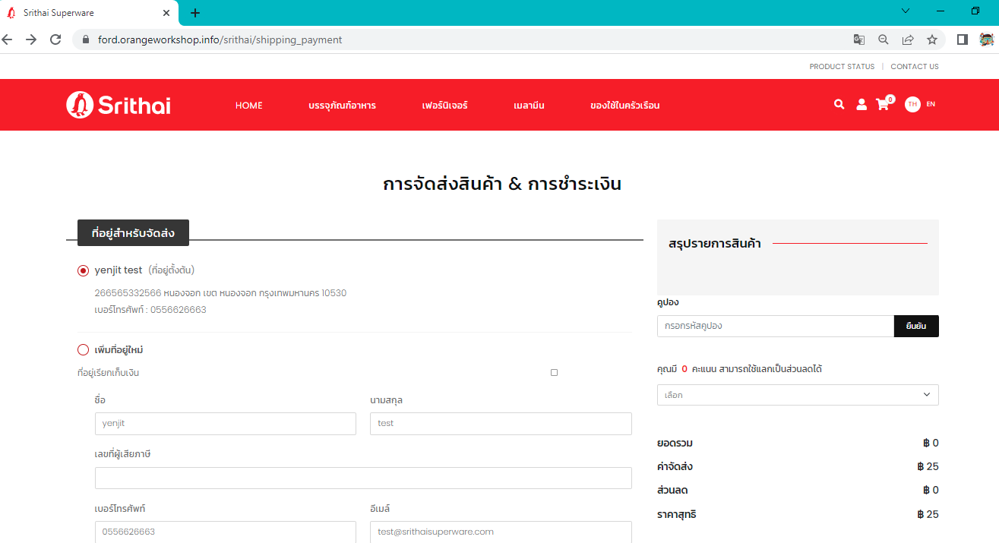 Srithai Superware
ford.orangeworkshop.info/srithai/shipping_payment
PRODUCT STATUS | CONTACT US
Srithai HOME บรรจุภัณฑ์อาหาร เฟอร์นิเจอร์ เมลามีน ของใช้ในครัวเรือน 0 TH EN
การจัดส่งสินค้า & การชำระเงิน
ที่อยู่สำหรับจัดส่ง
yenjit test (ที่อยู่ตั้งต้น)
266565332566 หนองจอก เขต หนองจอก กรุงเทพมหานคร 10530
เบอร์โทรศัพท์ : 0556626663
เพิ่มที่อยู่ใหม่
ที่อยู่เรียกเก็บเงิน
ชื่อ นามสกุล
yenjit test
เลขที่ผู้เสียภาษี
เบอร์โทรศัพท์ อีเมล์
0556626663 test@srithaisuperware.com
สรุปรายการสินค้า
คูปอง
กรอกรหัสคูปอง ยืนยัน
คุณมี 0 คะแนน สามารถใช้แลกเป็นส่วนลดได้
เลือก
ยอดรวม ฿ 0
ค่าจัดส่ง ฿ 25
ส่วนลด ฿ 0
ราคาสุทธิ ฿ 25